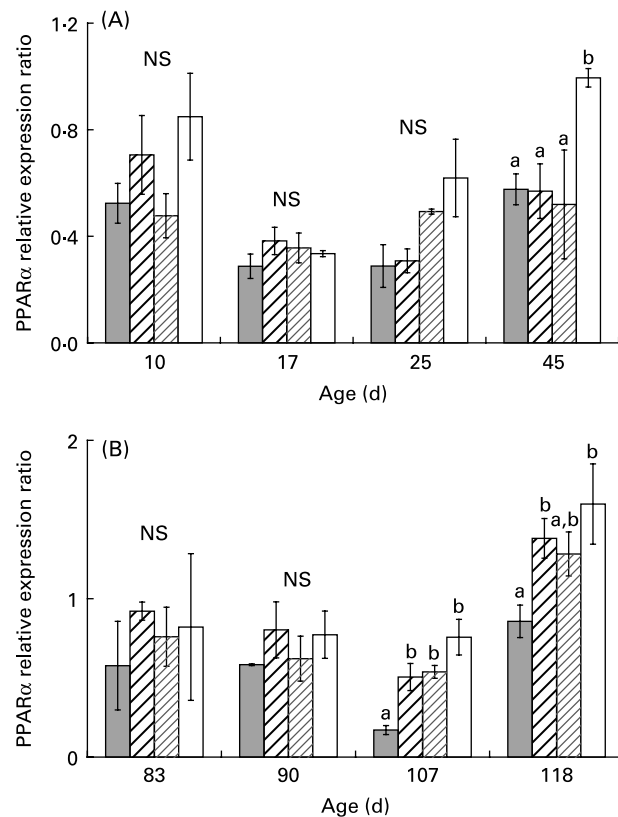 (A)
PPARα relative expression ratio
1·2
0·8
0·4
0·0
NS
NS
NS
a
a
a
b
10
17
25
45
Age (d)
(B)
PPARα relative expression ratio
2
1
0
NS
NS
a
b
b
b
a
b
a,b
b
83
90
107
118
Age (d)